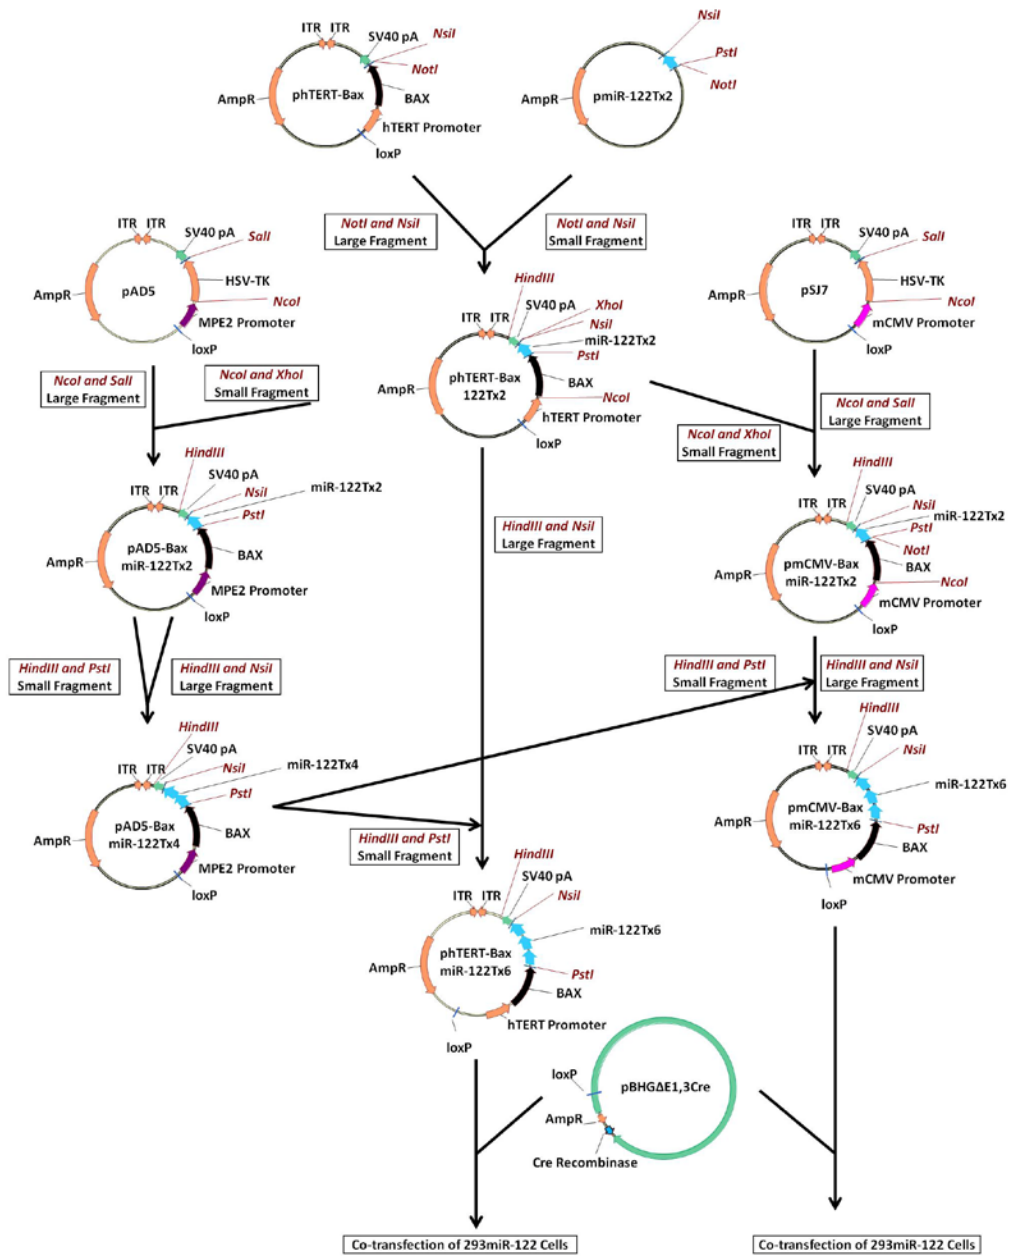 ITR ITR
SV40 pA
NsiI
NotI
AmpR
phTERT-Bax
BAX
hTERT Promoter
loxP
NsiI
PstI
NotI
AmpR
pmiR-122Tx2
NotI and NsiI
Large Fragment
NotI and NsiI
Small Fragment
ITR ITR
SV40 pA
SalI
HSV-TK
AmpR
pAD5
NcoI
MPE2 Promoter
loxP
HindIII
SV40 pA
XhoI
ITR ITR
NsiI
miR-122Tx2
PstI
AmpR
phTERT-Bax
122Tx2
BAX
NcoI
hTERT Promoter
loxP
ITR ITR
SV40 pA
SalI
HSV-TK
AmpR
pSJ7
NcoI
mCMV Promoter
loxP
NcoI and SalI
Large Fragment
NcoI and XhoI
Small Fragment
NcoI and XhoI
Small Fragment
NcoI and SalI
Large Fragment
HindIII
ITR ITR
SV40 pA
NsiI
miR-122Tx2
PstI
AmpR
pAD5-Bax
miR-122Tx2
BAX
MPE2 Promoter
loxP
HindIII and NsiI
Large Fragment
HindIII
SV40 pA
ITR ITR
NsiI
miR-122Tx2
PstI
NotI
BAX
AmpR
pmCMV-Bax
miR-122Tx2
NcoI
mCMV Promoter
loxP
HindIII and PstI
Small Fragment
HindIII and NsiI
Large Fragment
HindIII and PstI
Small Fragment
HindIII and NsiI
Large Fragment
HindIII
SV40 pA
ITR ITR
NsiI
miR-122Tx4
PstI
AmpR
pAD5-Bax
miR-122Tx4
BAX
MPE2 Promoter
loxP
HindIII
SV40 pA
ITR ITR
NsiI
miR-122Tx6
AmpR
pmCMV-Bax
miR-122Tx6
PstI
BAX
mCMV Promoter
loxP
HindIII and PstI
Small Fragment
HindIII
SV40 pA
ITR ITR
NsiI
miR-122Tx6
AmpR
phTERT-Bax
miR-122Tx6
PstI
BAX
hTERT Promoter
loxP
loxP
pBHGΔE1,3Cre
AmpR
Cre Recombinase
Co-transfection of 293miR-122 Cells
Co-transfection of 293miR-122 Cells